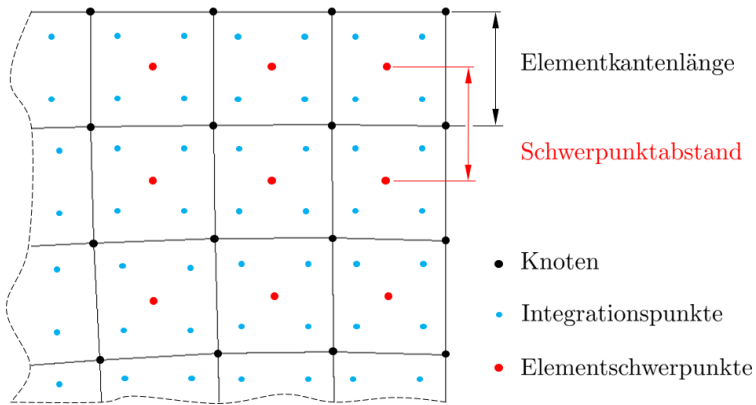 Elementkantenlänge
Schwerpunktabstand
Knoten
Integrationspunkte
Elementschwerpunkte